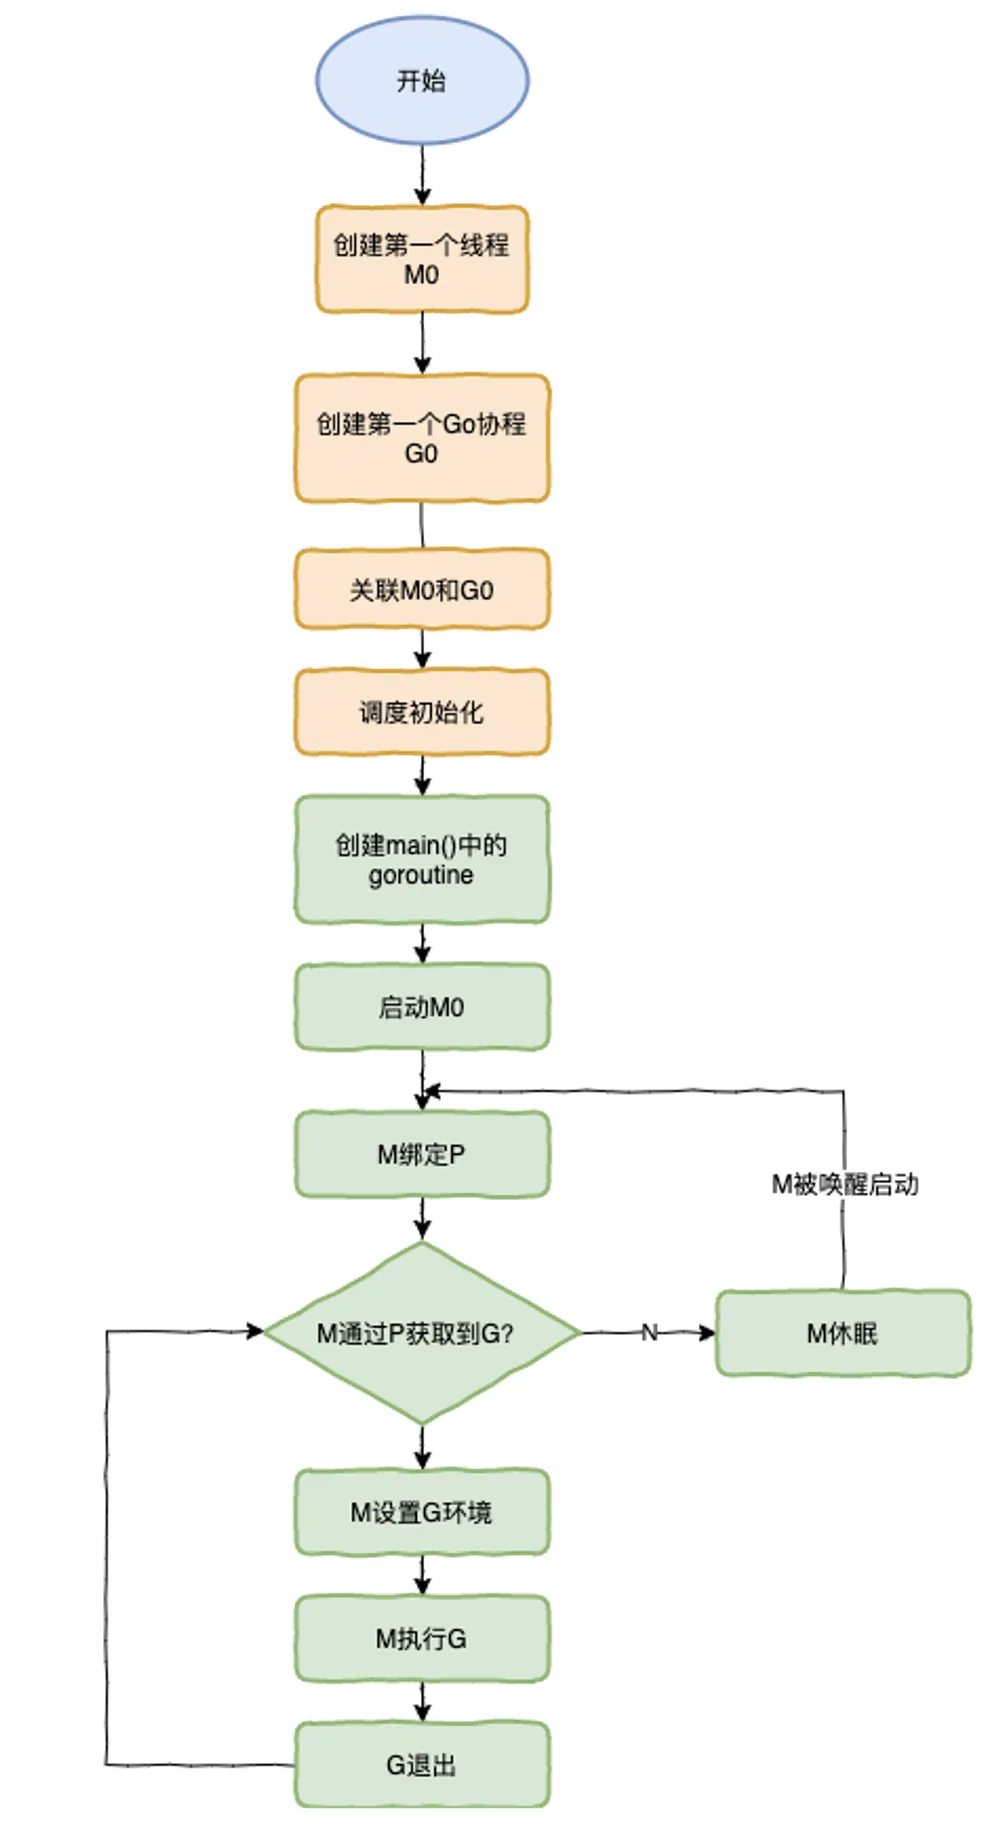 开始
创建第一个线程
M0
创建第一个Go协程
G0
关联M0和G0
调度初始化
创建main()中的
goroutine
启动M0
M绑定P
M被唤醒启动
M通过P获取到G?
N
M休眠
M设置G环境
M执行G
G退出